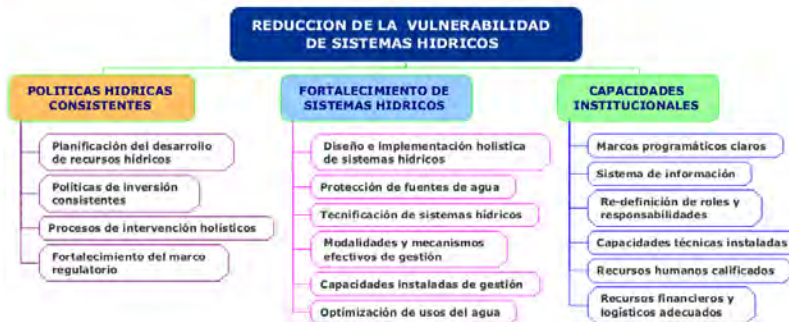 REDUCCION DE LA VULNERABILIDAD
DE SISTEMAS HIDRICOS
POLITICAS HIDRICAS
CONSISTENTES
Planificación del desarrollo
de recursos hídricos
Políticas de inversión
consistentes
Procesos de intervención holísticos
Fortalecimiento del marco
regulatorio
FORTALECIMIENTO DE
SISTEMAS HIDRICOS
Diseño e Implementación holistica
de sistemas hídricos
Protección de fuentes de agua
Tecnificación de sistemas hídricos
Modalidades y mecanismos
efectivos de gestión
Capacidades instaladas de gestión
Optimización de usos del agua
CAPACIDADES
INSTITUCIONALES
Marcos programáticos claros
Sistema de información
Re-definición de roles y
responsabilidades
Capacidades técnicas instaladas
Recursos humanos calificados
Recursos financieros y
logísticos adecuados